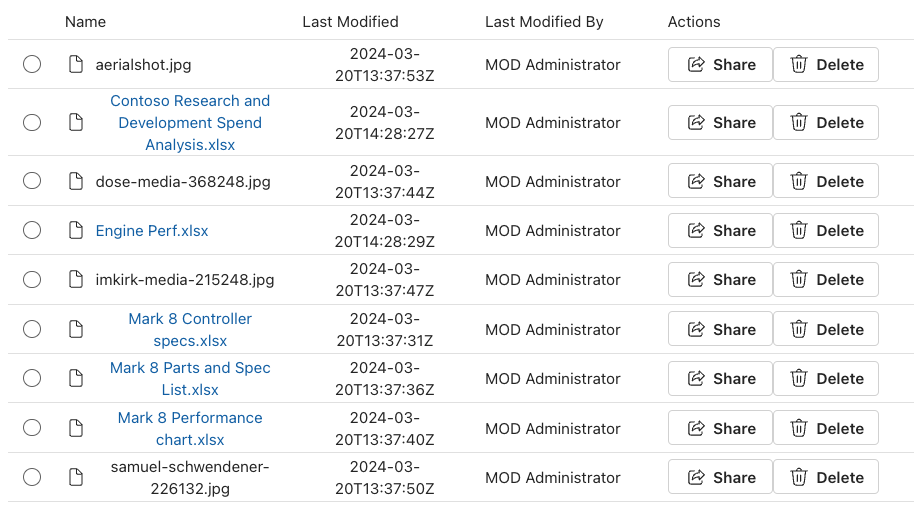 Name Last Modified Last Modified By Actions
aerialshot.jpg 2024-03-
20T13:37:53Z MOD Administrator Share Delete
Contoso Research and
Development Spend
Analysis.xlsx 2024-03-
20T14:28:27Z MOD Administrator Share Delete
dose-media-368248.jpg 2024-03-
20T13:37:44Z MOD Administrator Share Delete
Engine Perf.xlsx 2024-03-
20T14:28:29Z MOD Administrator Share Delete
imkirk-media-215248.jpg 2024-03-
20T13:37:47Z MOD Administrator Share Delete
Mark 8 Controller
specs.xlsx 2024-03-
20T13:37:31Z MOD Administrator Share Delete
Mark 8 Parts and Spec
List.xlsx 2024-03-
20T13:37:36Z MOD Administrator Share Delete
Mark 8 Performance
chart.xlsx 2024-03-
20T13:37:40Z MOD Administrator Share Delete
samuel-schwendener-
226132.jpg 2024-03-
20T13:37:50Z MOD Administrator Share Delete